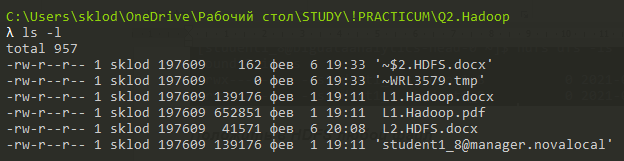 C:\Users\sklod\OneDrive\Рабочий стол\STUDY\!PRACTICUM\Q2.Hadoop
λ ls -l
total 957
-rw-r--r-- 1 sklod 197609    162 фев  6 19:33 '~$2.HDFS.docx'
-rw-r--r-- 1 sklod 197609      0 фев  6 19:33 '~WRL3579.tmp'
-rw-r--r-- 1 sklod 197609 139176 фев  1 19:11  L1.Hadoop.docx
-rw-r--r-- 1 sklod 197609 652851 фев  1 19:11  L1.Hadoop.pdf
-rw-r--r-- 1 sklod 197609  41571 фев  6 20:08  L2.HDFS.docx
-rw-r--r-- 1 sklod 197609 139176 фев  1 19:11 'student1_8@manager.novalocal'